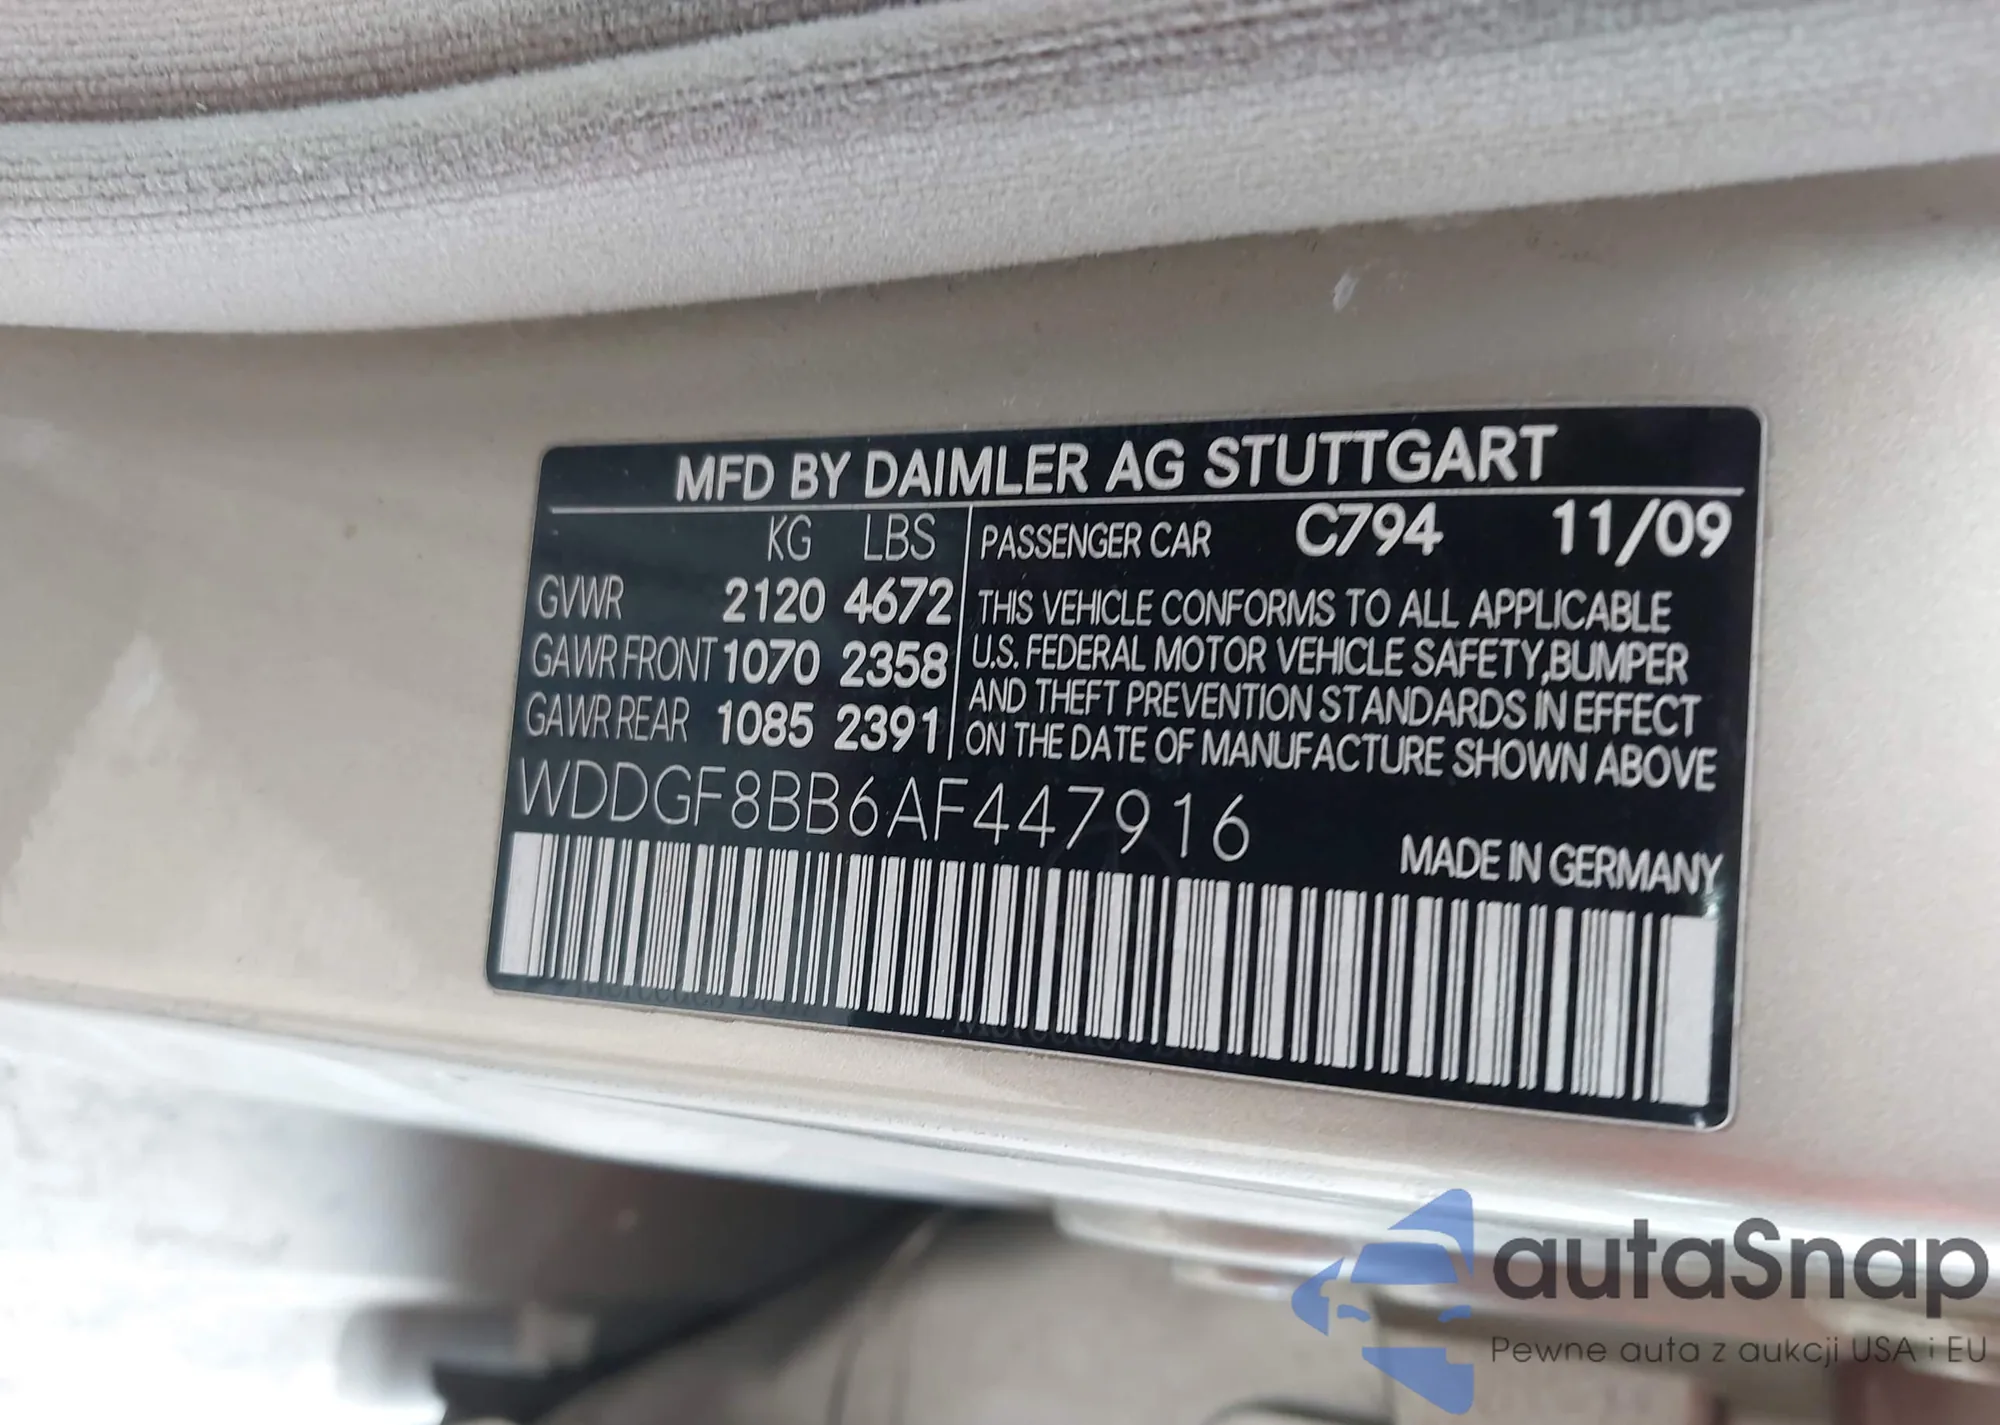 MFD BY DAIMLER AG STUTTGART
KG LBS
PASSENGER CAR C794 11/09
GVWR 2120 4672
GAWR FRONT 1070 2358
GAWR REAR 1085 2391
THIS VEHICLE CONFORMS TO ALL APPLICABLE
U.S. FEDERAL MOTOR VEHICLE SAFETY,BUMPER
AND THEFT PREVENTION STANDARDS IN EFFECT
ON THE DATE OF MANUFACTURE SHOWN ABOVE
WDDGF8BB6AF447916
MADE IN GERMANY
autaSnap
Pewne auta z aukcji USA i EU